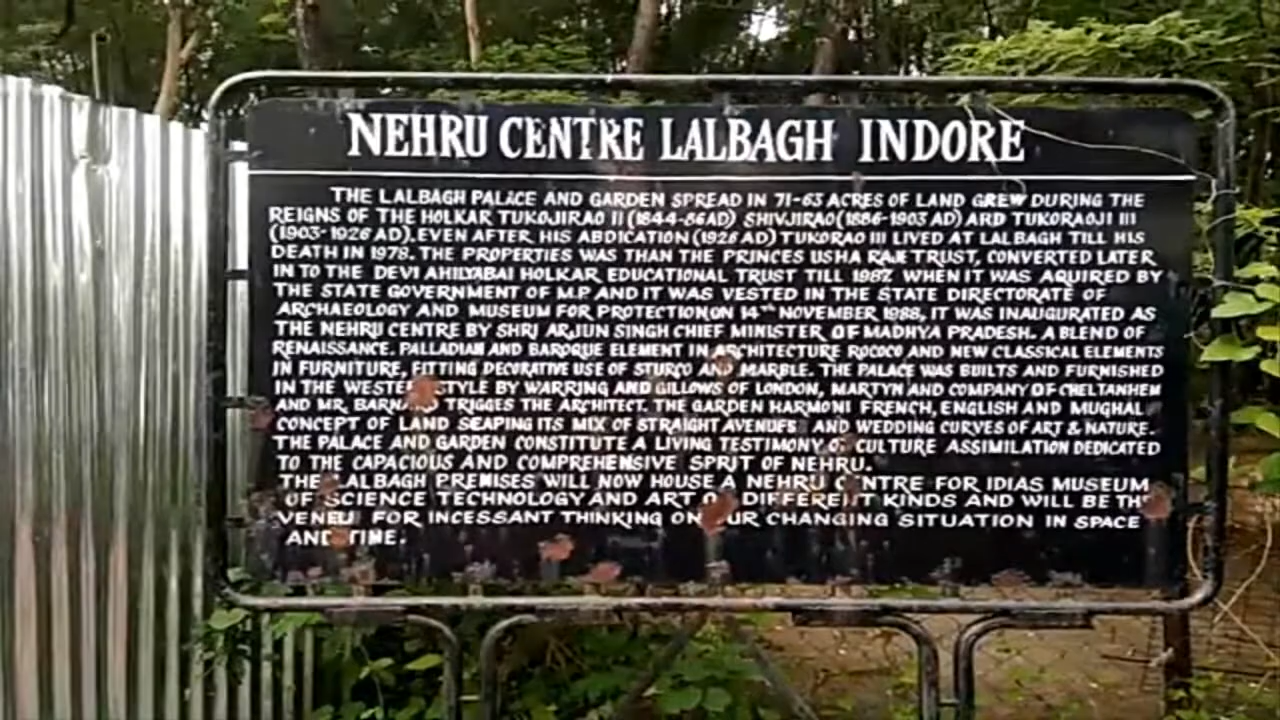 NEHRU CENTRE LALBAGH INDORE
THE LALBAGH PALACE AND GARDEN SPREAD IN 71-63 ACRES OF LAND GREW DURING THE
REIGNS OF THE HOLKAR TUKOJIRAO II (1844-86AD) SHIVJIRAO (1886-1903 AD) ARD TUKORAOJI III
(1903-1926 AD). EVEN AFTER HIS ABDICATION (1926 AD) TUKORAO III LIVED AT LALBAGH TILL HIS
DEATH IN 1978. THE PROPERTIES WAS THAN THE PRINCES USHA RAJE TRUST, CONVERTED LATER
IN TO THE DEVI AHILYABAI HOLKAR EDUCATIONAL TRUST TILL 1987 WHEN IT WAS AQUIRED BY
THE STATE GOVERNMENT OF M.P. AND IT WAS VESTED IN THE STATE DIRECTORATE OF
ARCHAEOLOGY AND MUSEUM FOR PROTECTION ON 14TH NOVEMBER 1988, IT WAS INAUGURATED AS
THE NEHRU CENTRE BY SHRI ARJUN SINGH CHIEF MINISTER OF MADHYA PRADESH. A BLEND OF
RENAISSANCE. PALLADIAN AND BAROQUE ELEMENT IN ARCHITECTURE ROCOCO AND NEW CLASSICAL ELEMENTS
IN FURNITURE, FITTING DECORATIVE USE OF STURCO AND MARBLE. THE PALACE WAS BUILTS AND FURNISHED
IN THE WESTE STYLE BY WARRING AND GILLOWS OF LONDON, MARTYN AND COMPANY OF CHELTANHEM
AND MR. BARNA TRIGGES THE ARCHITECT. THE GARDEN HARMONI FRENCH, ENGLISH AND MUGHAL
CONCEPT OF LAND SEAPING ITS MIX OF STRAIGHT AVENUES AND WEDDING CURVES OF ART & NATURE.
THE PALACE AND GARDEN CONSTITUTE A LIVING TESTIMONY OF CULTURE ASSIMILATION DEDICATED
TO THE CAPACIOUS AND COMPREHENSIVE SPRIT OF NEHRU.
THE LALBAGH PREMISES WILL NOW HOUSE A NEHRU CENTRE FOR IDIAS MUSEUM
OF SCIENCE TECHNOLOGY AND ART OF DIFFERENT KINDS AND WILL BE THE
VENEU FOR INCESSANT THINKING ON OUR CHANGING SITUATION IN SPACE
AND TIME.